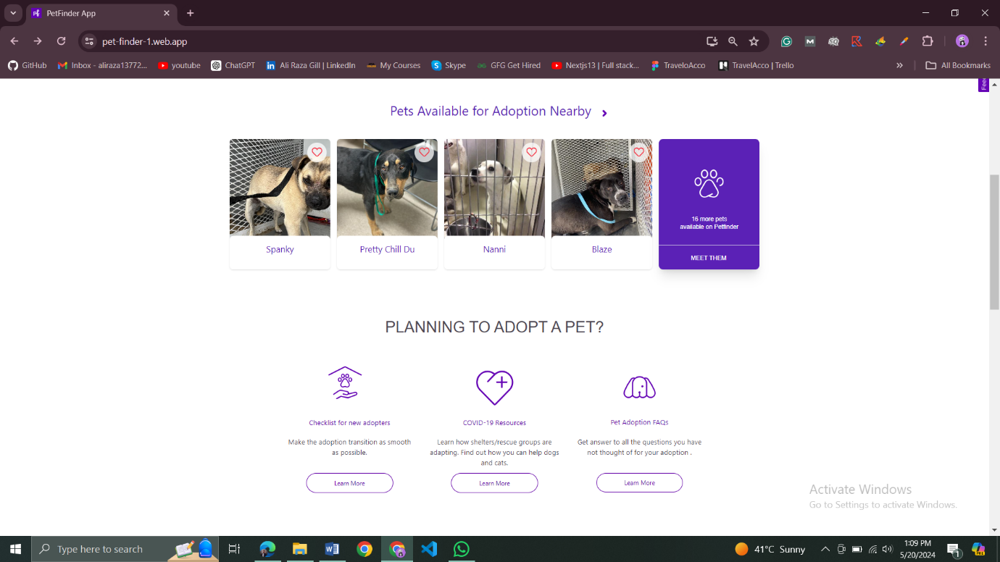 PetFinder App
pet-finder-1.web.app
GitHub
Inbox - aliraza13772...
youtube
ChatGPT
Ali Raza Gill | LinkedIn
My Courses
Skype
GFG Get Hired
Nextjs13 | Full stack...
TraveloAcco
TravelAcco | Trello
All Bookmarks
Pets Available for Adoption Nearby
Spanky
Pretty Chill Du
Nanni
Blaze
16 more pets
available on Petfinder
MEET THEM
PLANNING TO ADOPT A PET?
Checklist for new adopters
Make the adoption transition as smooth
as possible.
Learn More
COVID-19 Resources
Learn how shelters/rescue groups are
adapting. Find out how you can help dogs
and cats.
Learn More
Pet Adoption FAQs
Get answer to all the questions you have
not thought of for your adoption .
Learn More
Activate Windows
Go to Settings to activate Windows.
Type here to search
41°C Sunny
1:09 PM
5/20/2024
1